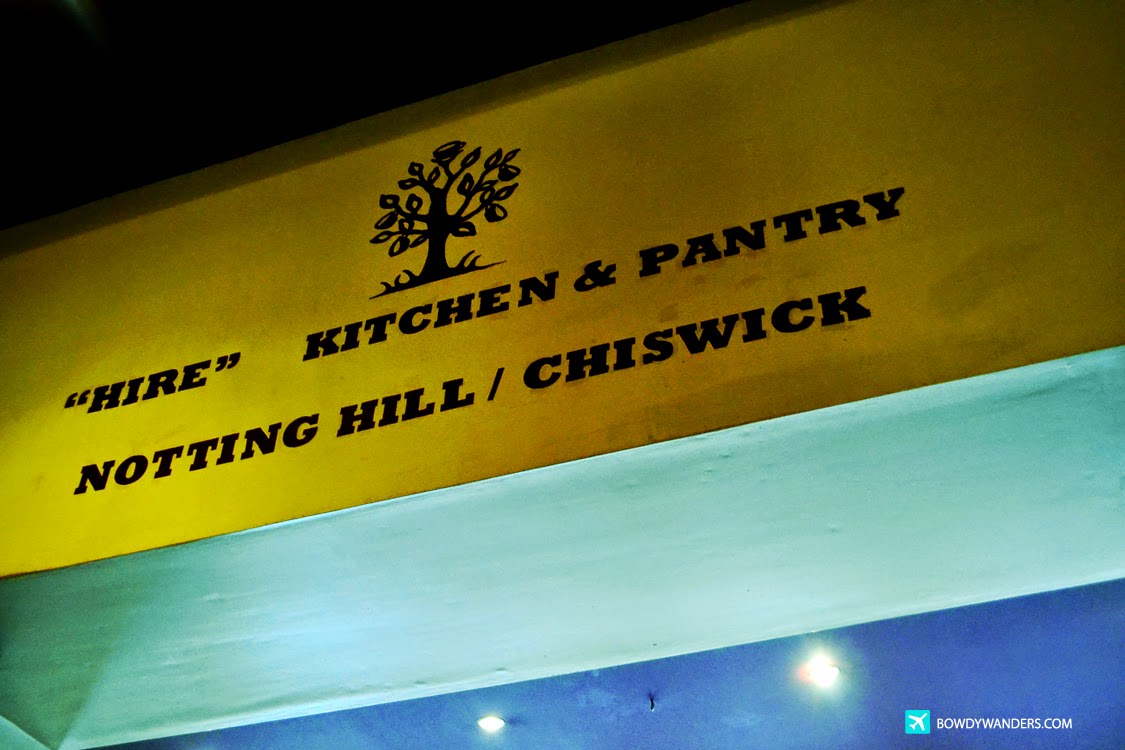 “HIRE” KITCHEN & PANTRY
NOTTING HILL / CHISWICK
BOWDYWANDERS.COM